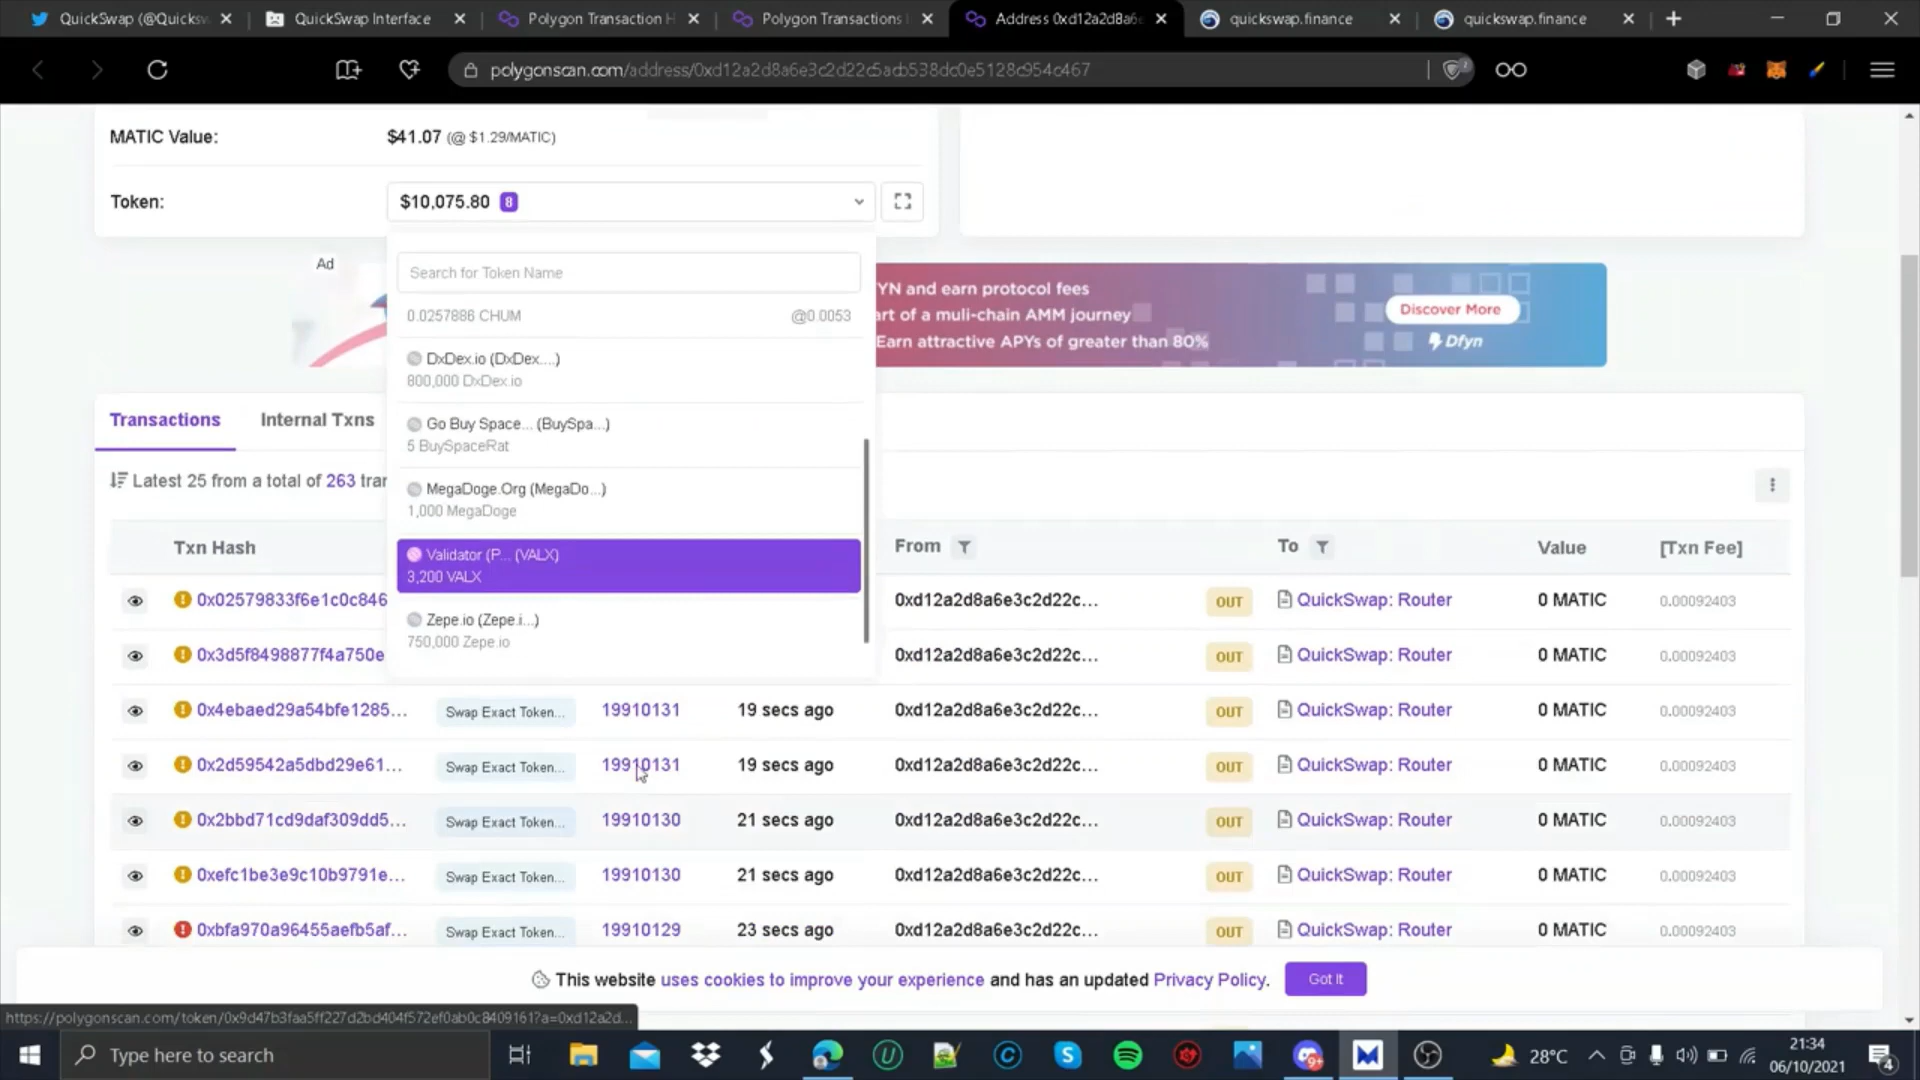 QuickSwap (@Quicksw
QuickSwap Interface
Polygon Transaction H
Polygon Transactions
Address 0xd12a2d8a6e
quickswap.finance
quickswap.finance
polygonscan.com/address/0xd12a2d8a6e3c2d22c5acb538dc0e5128c954c467
MATIC Value:
$41.07 (@ $1.29/MATIC)
Token:
$10,075.80 8
Ad
Search for Token Name
0.0257886 CHUM @0.0053
DxDex.io (DxDex....)
800,000 DxDex.io
Go Buy Space... (BuySpa...)
5 BuySpaceRat
MegaDoge.Org (MegaDo...)
1,000 MegaDoge
Validator (P... (VALX)
3,200 VALX
Zepe.io (Zepe.i...)
750,000 Zepe.io
YN and earn protocol fees
art of a muli-chain AMM journey
Earn attractive APYs of greater than 80%
Discover More
Dfyn
Transactions
Internal Txns
Latest 25 from a total of 263 tran
Txn Hash From To Value [Txn Fee]
0x02579833f6e1c0c846 0xd12a2d8a6e3c2d22c... OUT QuickSwap: Router 0 MATIC 0.00092403
0x3d5f8498877f4a750e 0xd12a2d8a6e3c2d22c... OUT QuickSwap: Router 0 MATIC 0.00092403
0x4ebaed29a54bfe1285... Swap Exact Token... 19910131 19 secs ago 0xd12a2d8a6e3c2d22c... OUT QuickSwap: Router 0 MATIC 0.00092403
0x2d59542a5dbd29e61... Swap Exact Token... 19910131 19 secs ago 0xd12a2d8a6e3c2d22c... OUT QuickSwap: Router 0 MATIC 0.00092403
0x2bbd71cd9daf309dd5... Swap Exact Token... 19910130 21 secs ago 0xd12a2d8a6e3c2d22c... OUT QuickSwap: Router 0 MATIC 0.00092403
0xefc1be3e9c10b9791e... Swap Exact Token... 19910130 21 secs ago 0xd12a2d8a6e3c2d22c... OUT QuickSwap: Router 0 MATIC 0.00092403
0xbfa970a96455aefb5af... Swap Exact Token... 19910129 23 secs ago 0xd12a2d8a6e3c2d22c... OUT QuickSwap: Router 0 MATIC 0.00092403
This website uses cookies to improve your experience and has an updated Privacy Policy. Got It
https://polygonscan.com/token/0x9d47b3faa5ff227d2bd404f572ef0ab0c8409161?a=0xd12a2d...
Type here to search
28°C
21:34
06/10/2021
4